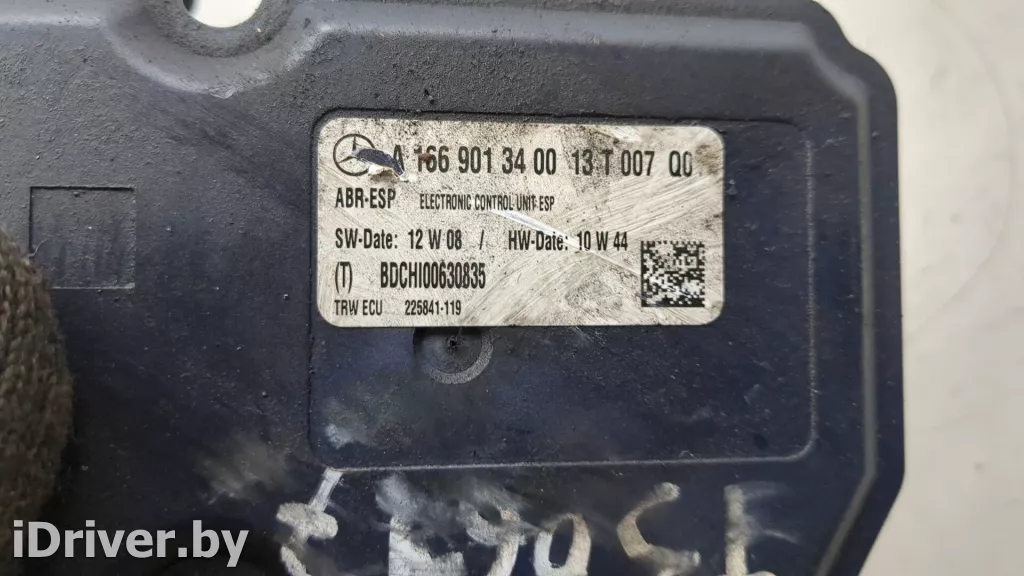 A 166 901 34 00 13 T 007 Q0
ABR-ESP ELECTRONIC CONTROL UNIT-ESP
SW-Date: 12 W 08 / HW-Date: 10 W 44
(T) BDCHI00630835
TRW ECU 225841-119
iDriver.by